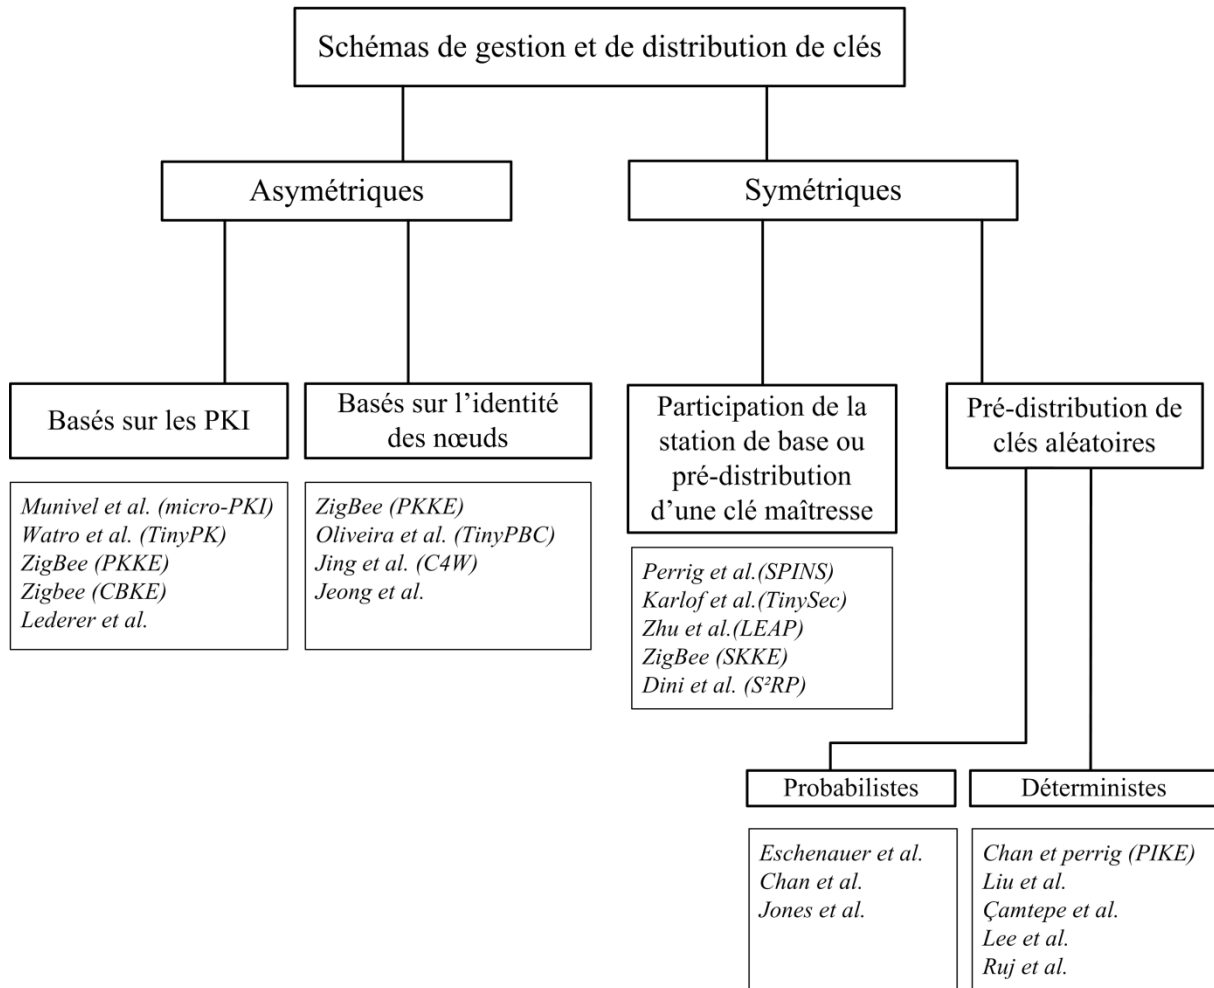 Schémas de gestion et de distribution de clés
Asymétriques
Symétriques
Basés sur les PKI
Basés sur l’identité
des nœuds
Participation de la
station de base ou
pré-distribution
d’une clé maîtresse
Pré-distribution de
clés aléatoires
Munivel et al. (micro-PKI)
Watro et al. (TinyPK)
ZigBee (PKKE)
Zigbee (CBKE)
Lederer et al.
ZigBee (PKKE)
Oliveira et al. (TinyPBC)
Jing et al. (C4W)
Jeong et al.
Perrig et al.(SPINS)
Karlof et al.(TinySec)
Zhu et al.(LEAP)
ZigBee (SKKE)
Dini et al. (S²RP)
Probabilistes
Déterministes
Eschenauer et al.
Chan et al.
Jones et al.
Chan et perrig (PIKE)
Liu et al.
Çamtepe et al.
Lee et al.
Ruj et al.